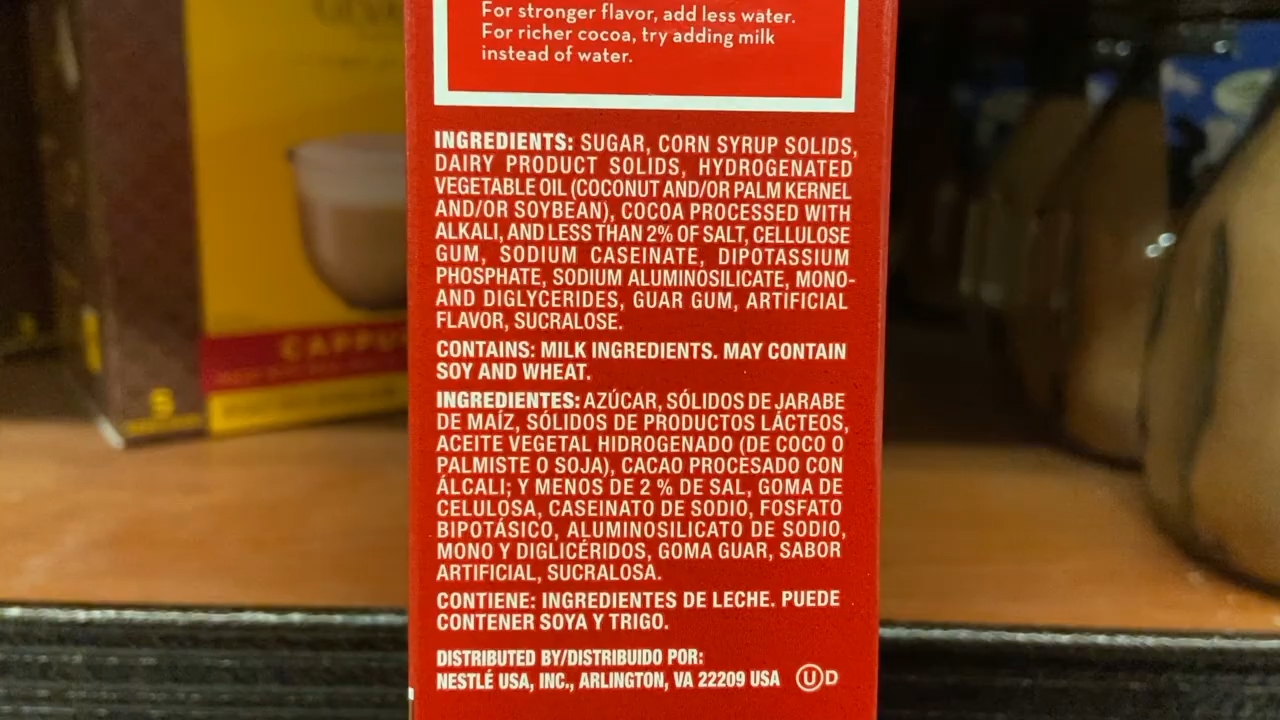 For stronger flavor, add less water.
For richer cocoa, try adding milk
instead of water.
INGREDIENTS: SUGAR, CORN SYRUP SOLIDS,
DAIRY PRODUCT SOLIDS, HYDROGENATED
VEGETABLE OIL (COCONUT AND/OR PALM KERNEL
AND/OR SOYBEAN), COCOA PROCESSED WITH
ALKALI, AND LESS THAN 2% OF SALT, CELLULOSE
GUM, SODIUM CASEINATE, DIPOTASSIUM
PHOSPHATE, SODIUM ALUMINOSILICATE, MONO-
AND DIGLYCERIDES, GUAR GUM, ARTIFICIAL
FLAVOR, SUCRALOSE.
CONTAINS: MILK INGREDIENTS. MAY CONTAIN
SOY AND WHEAT.
INGREDIENTES: AZÚCAR, SÓLIDOS DE JARABE
DE MAÍZ, SÓLIDOS DE PRODUCTOS LÁCTEOS,
ACEITE VEGETAL HIDROGENADO (DE COCO O
PALMISTE O SOJA), CACAO PROCESADO CON
ÁLCALI; Y MENOS DE 2 % DE SAL, GOMA DE
CELULOSA, CASEINATO DE SODIO, FOSFATO
BIPOTÁSICO, ALUMINOSILICATO DE SODIO,
MONO Y DIGLICÉRIDOS, GOMA GUAR, SABOR
ARTIFICIAL, SUCRALOSA.
CONTIENE: INGREDIENTES DE LECHE. PUEDE
CONTENER SOYA Y TRIGO.
DISTRIBUTED BY/DISTRIBUIDO POR:
NESTLÉ USA, INC., ARLINGTON, VA 22209 USA U D
CAPPU